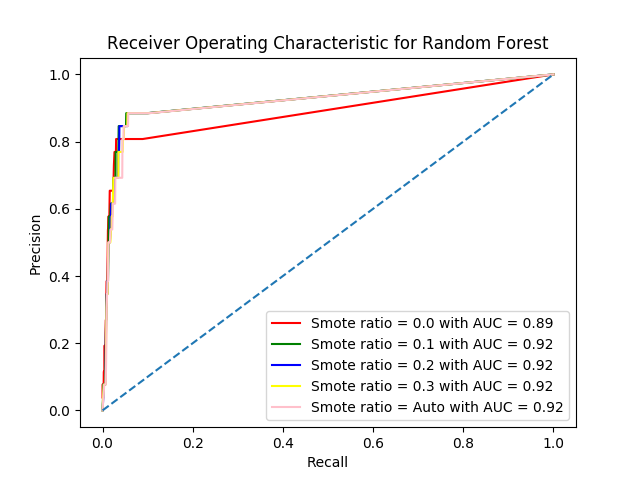 Receiver Operating Characteristic for Random Forest
1.0
0.8
0.6
0.4
0.2
0.0
Precision
Smote ratio = 0.0 with AUC = 0.89
Smote ratio = 0.1 with AUC = 0.92
Smote ratio = 0.2 with AUC = 0.92
Smote ratio = 0.3 with AUC = 0.92
Smote ratio = Auto with AUC = 0.92
0.0 0.2 0.4 0.6 0.8 1.0
Recall